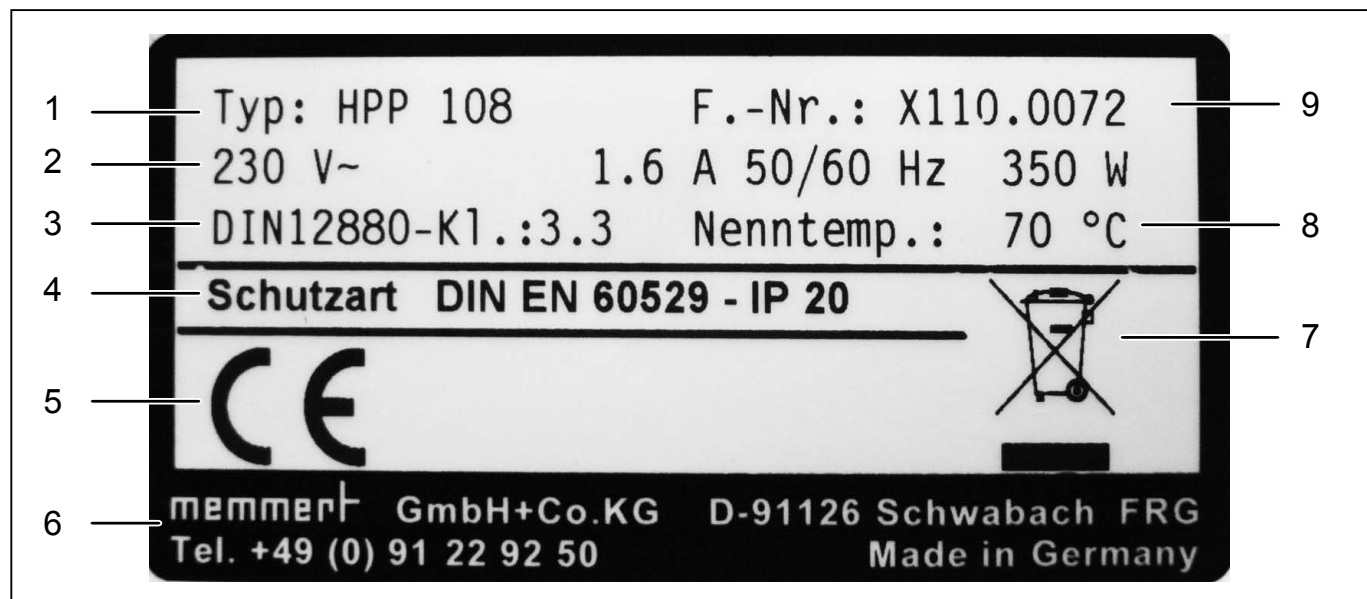 1 Typ: HPP 108 F.-Nr.: X110.0072 9
2 230 V~ 1.6 A 50/60 Hz 350 W
3 DIN12880-Kl.:3.3 Nenntemp.: 70 °C 8
4 Schutzart DIN EN 60529 - IP 20
7
5 CE
6 memmert GmbH+Co.KG D-91126 Schwabach FRG
Tel. +49 (0) 91 22 92 50 Made in Germany